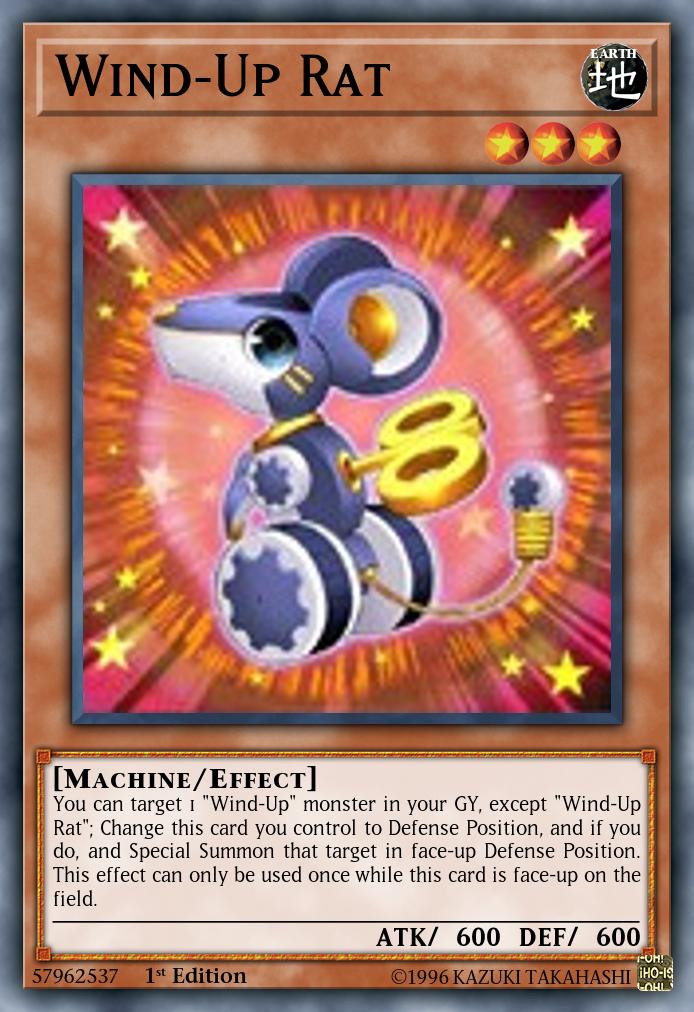 Wind-Up Rat
EARTH
地
[Machine/Effect]
You can target 1 "Wind-Up" monster in your GY, except "Wind-Up
Rat"; Change this card you control to Defense Position, and if you
do, and Special Summon that target in face-up Defense Position.
This effect can only be used once while this card is face-up on the
field.
ATK/ 600 DEF/ 600
57962537 1st Edition ©1996 KAZUKI TAKAHASHI